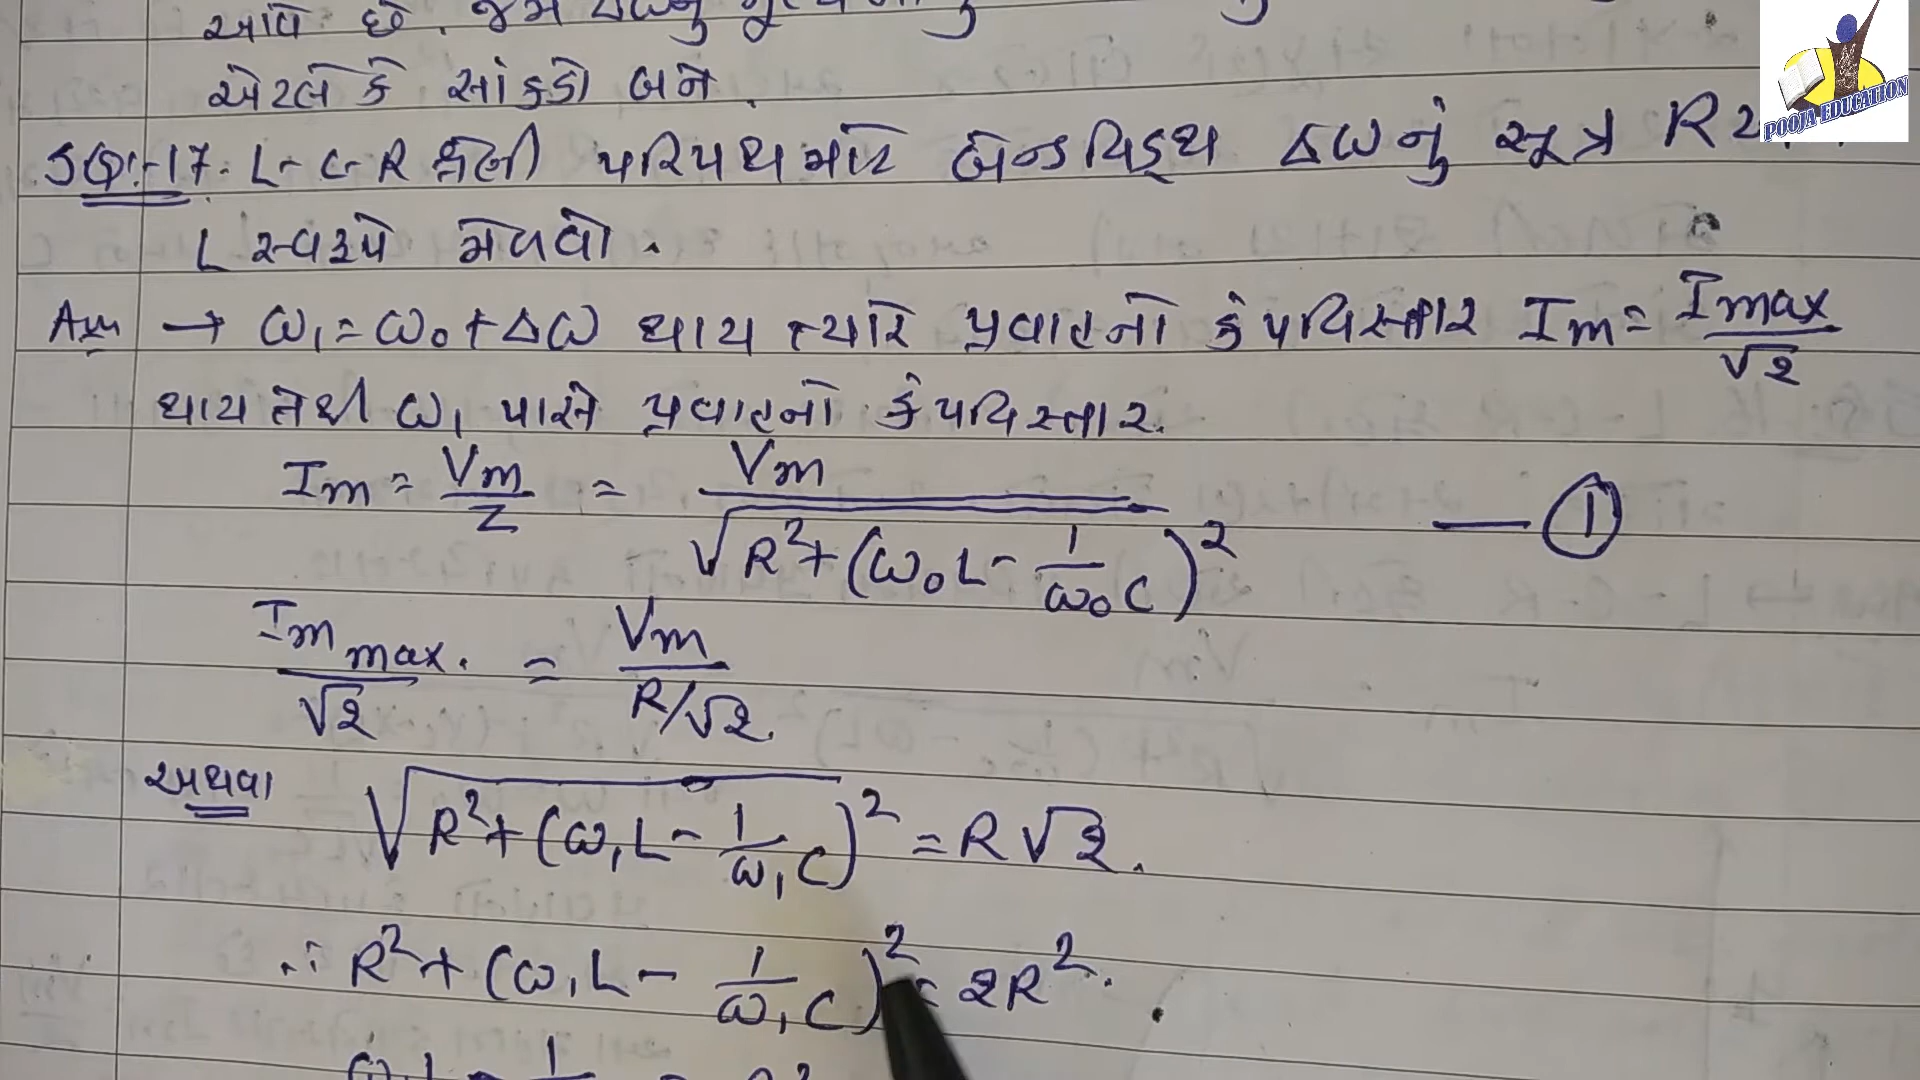 આવે છે. જેમ
એટલે કે સાંકડો બને.
SQ:-17. L-C-R શ્રેણી પરિપથ માટે બેન્ડવિડ્થ Δω નું સૂત્ર R
L સ્વરૂપે મેળવો.
Ans → ω₁ = ω₀ + Δω થાય ત્યારે પ્રવાહનો કંપવિસ્તાર Im = Imax/√2
થાય તેથી ω₁ પાસે પ્રવાહનો કંપવિસ્તાર.
Im = Vm/Z = Vm/√R² + (ω₀L - 1/ω₀C)² — ①
Im max./√2 = Vm/R/√2.
અથવા √R² + (ω₁L - 1/ω₁C)² = R√2.
∴ R² + (ω₁L - 1/ω₁C)² = 2R².
POOJA EDUCATION